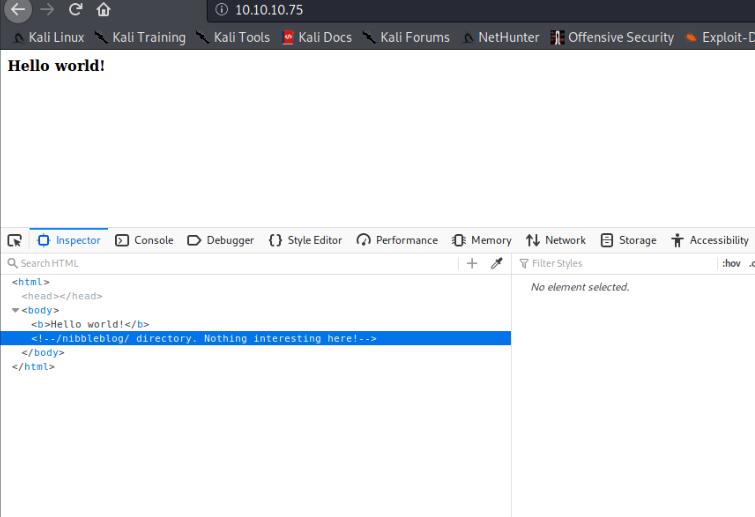 10.10.10.75
Kali Linux Kali Training Kali Tools Kali Docs Kali Forums NetHunter Offensive Security Exploit-D
Hello world!
Inspector Console Debugger {} Style Editor Performance Memory Network Storage Accessibility
Search HTML + Filter Styles :hov .c
<html>
<head></head>
<body>
<b>Hello world!</b>
<!--/nibbleblog/ directory. Nothing interesting here!-->
</body>
</html>
No element selected.